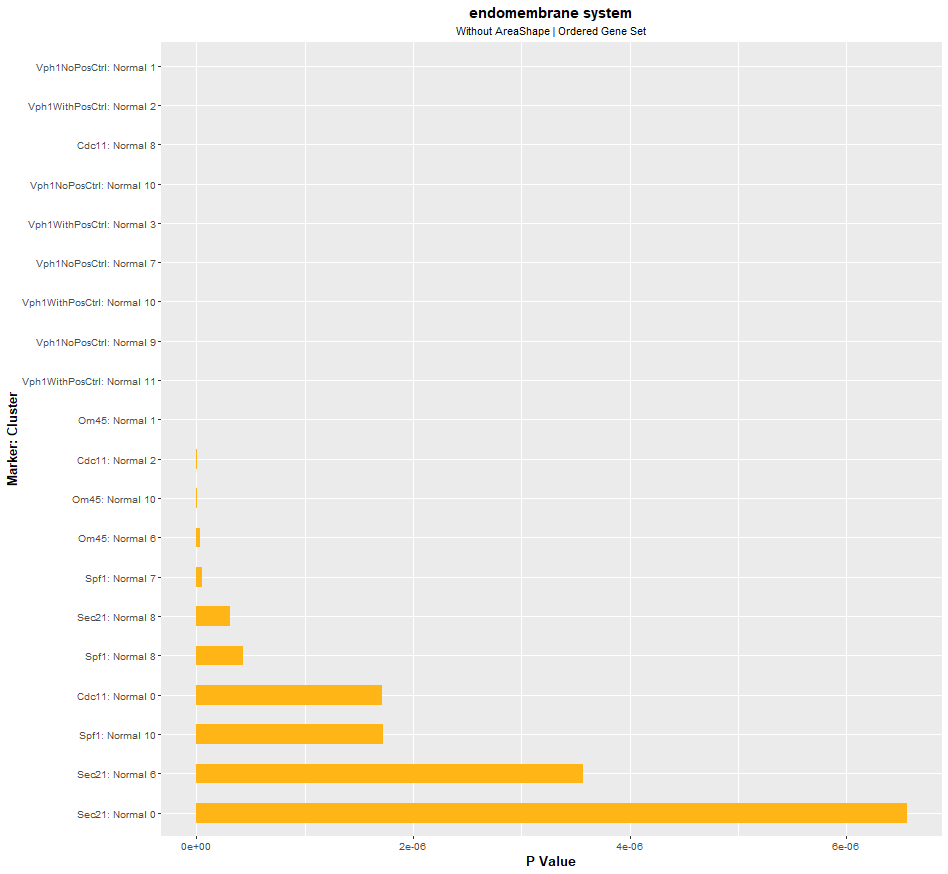 endomembrane system
Without AreaShape | Ordered Gene Set
Marker: Cluster
Vph1NoPosCtrl: Normal 1
Vph1WithPosCtrl: Normal 2
Cdc11: Normal 8
Vph1NoPosCtrl: Normal 10
Vph1WithPosCtrl: Normal 3
Vph1NoPosCtrl: Normal 7
Vph1WithPosCtrl: Normal 10
Vph1NoPosCtrl: Normal 9
Vph1WithPosCtrl: Normal 11
Om45: Normal 1
Cdc11: Normal 2
Om45: Normal 10
Om45: Normal 6
Spf1: Normal 7
Sec21: Normal 8
Spf1: Normal 8
Cdc11: Normal 0
Spf1: Normal 10
Sec21: Normal 6
Sec21: Normal 0
0e+00 2e-06 4e-06 6e-06
P Value